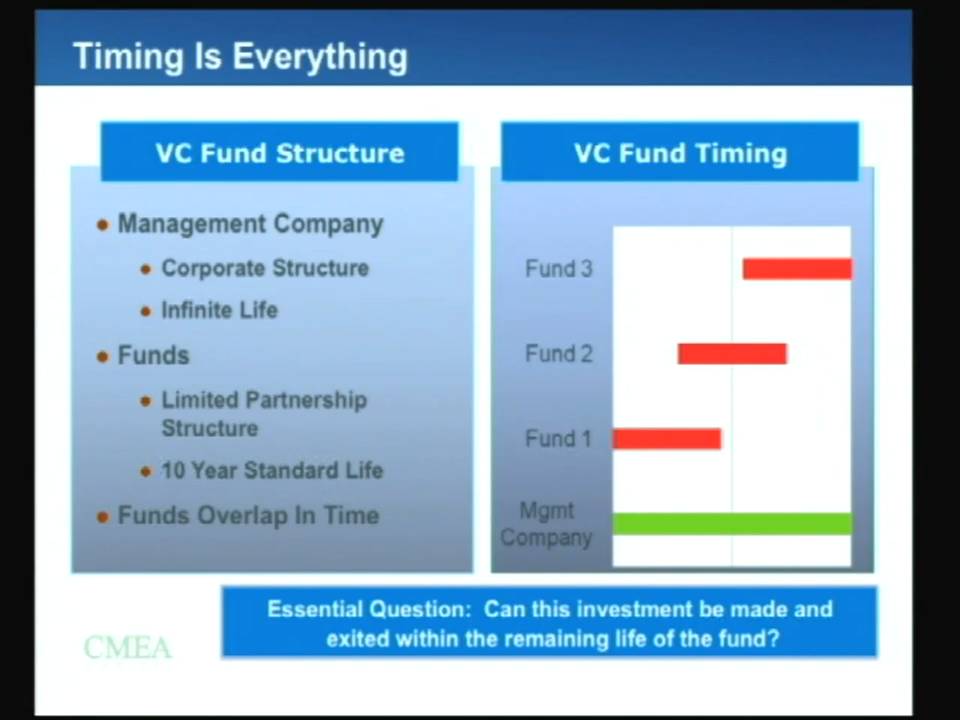 Timing Is Everything
VC Fund Structure
Management Company
Corporate Structure
Infinite Life
Funds
Limited Partnership
Structure
10 Year Standard Life
Funds Overlap In Time
VC Fund Timing
Fund 3
Fund 2
Fund 1
Mgmt
Company
Essential Question: Can this investment be made and
exited within the remaining life of the fund?
CMEA